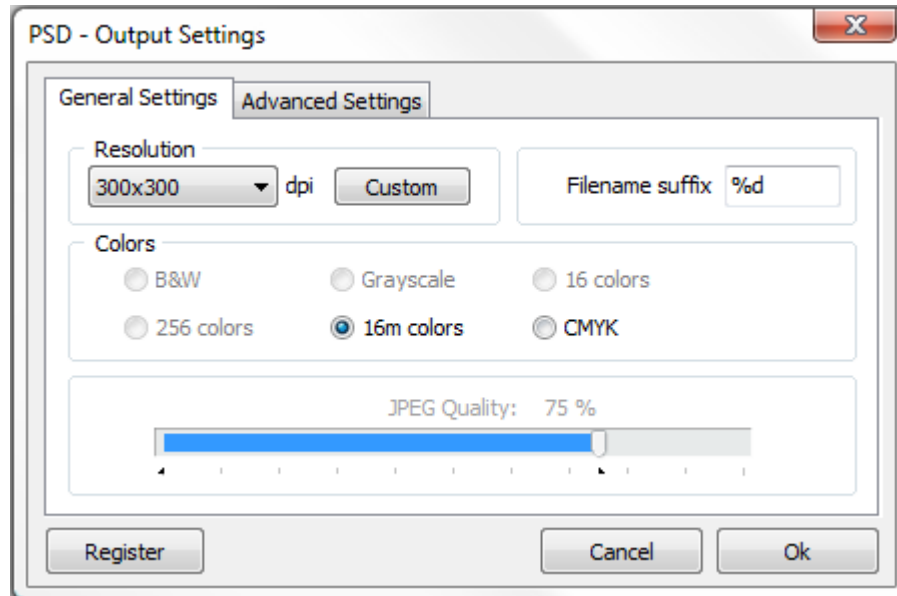 PSD - Output Settings
General Settings Advanced Settings
Resolution
300x300 dpi Custom Filename suffix %d
Colors
B&W Grayscale 16 colors
256 colors 16m colors CMYK
JPEG Quality: 75 %
Register Cancel Ok